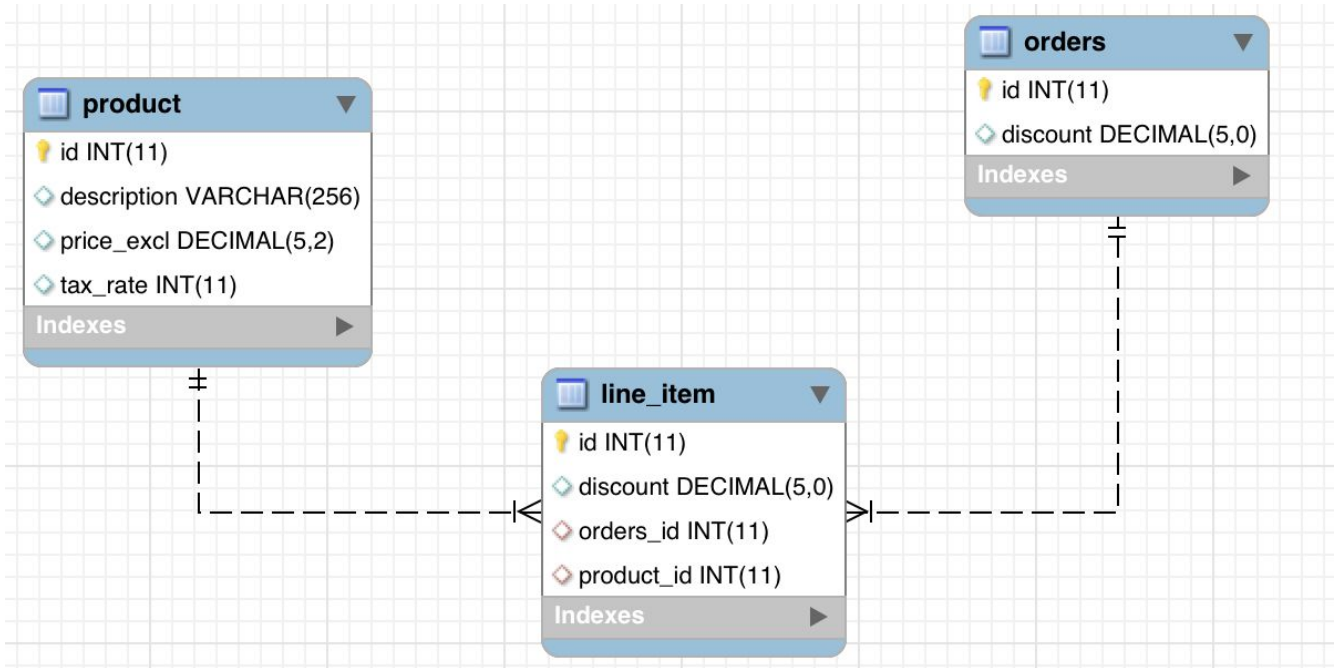 product
id INT(11)
description VARCHAR(256)
price_excl DECIMAL(5,2)
tax_rate INT(11)
Indexes
orders
id INT(11)
discount DECIMAL(5,0)
Indexes
line_item
id INT(11)
discount DECIMAL(5,0)
orders_id INT(11)
product_id INT(11)
Indexes